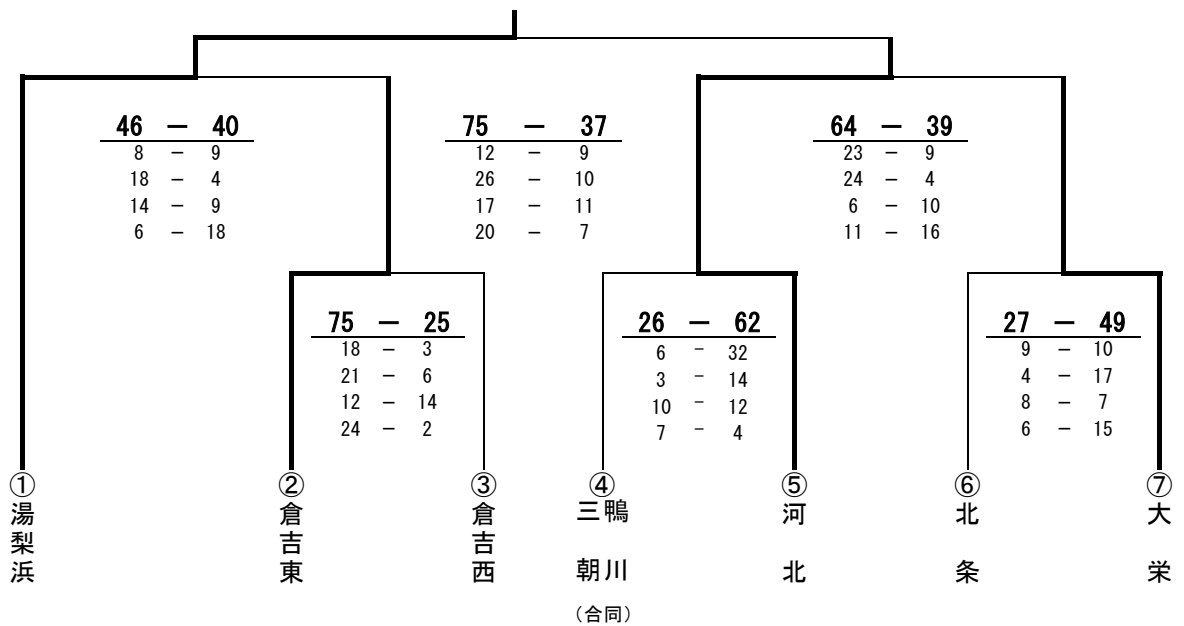 46 － 40
8 － 9
18 － 4
14 － 9
6 － 18
75 － 37
12 － 9
26 － 10
17 － 11
20 － 7
64 － 39
23 － 9
24 － 4
6 － 10
11 － 16
75 － 25
18 － 3
21 － 6
12 － 14
24 － 2
26 － 62
6 － 32
3 － 14
10 － 12
7 － 4
27 － 49
9 － 10
4 － 17
8 － 7
6 － 15
①湯梨浜
②倉吉東
③倉吉西
④
三鴨
朝川
（合同）
⑤河北
⑥北条
⑦大栄